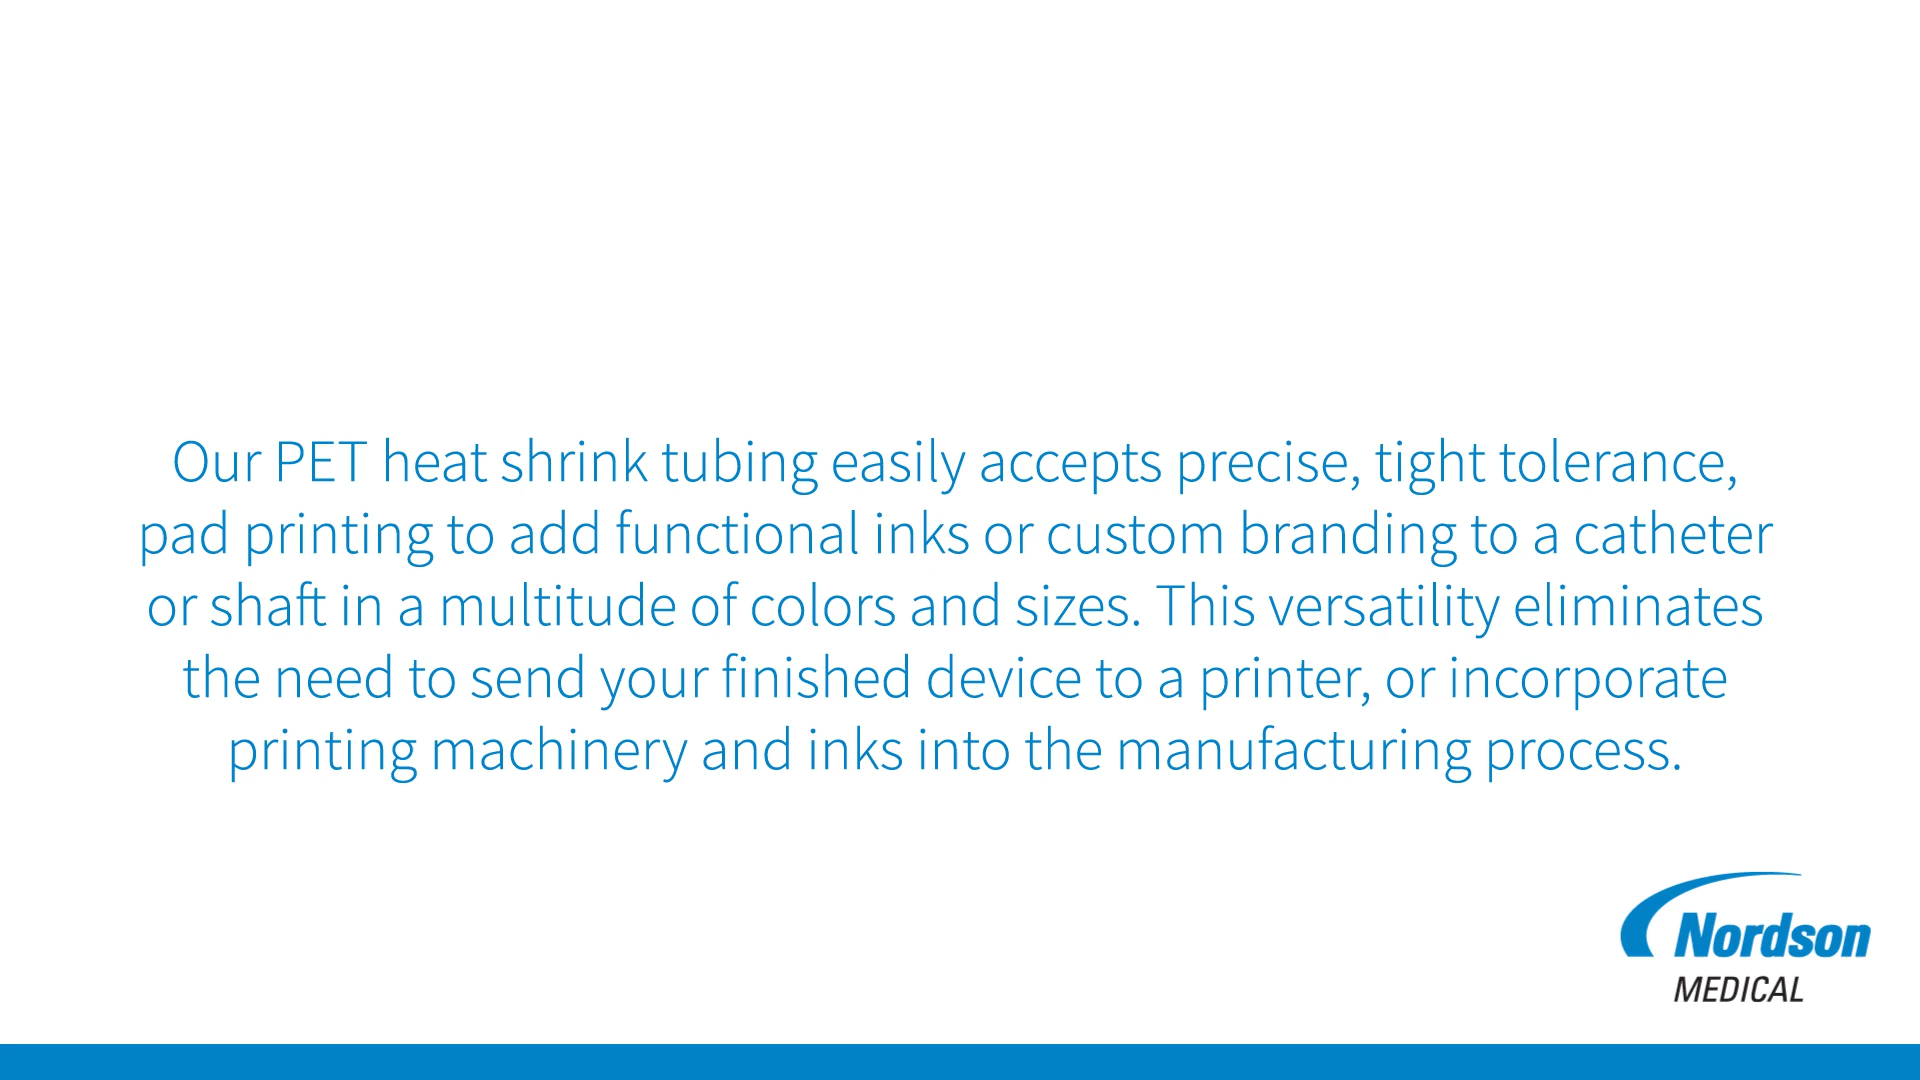 Our PET heat shrink tubing easily accepts precise, tight tolerance,
pad printing to add functional inks or custom branding to a catheter
or shaft in a multitude of colors and sizes. This versatility eliminates
the need to send your finished device to a printer, or incorporate
printing machinery and inks into the manufacturing process.
Nordson
MEDICAL